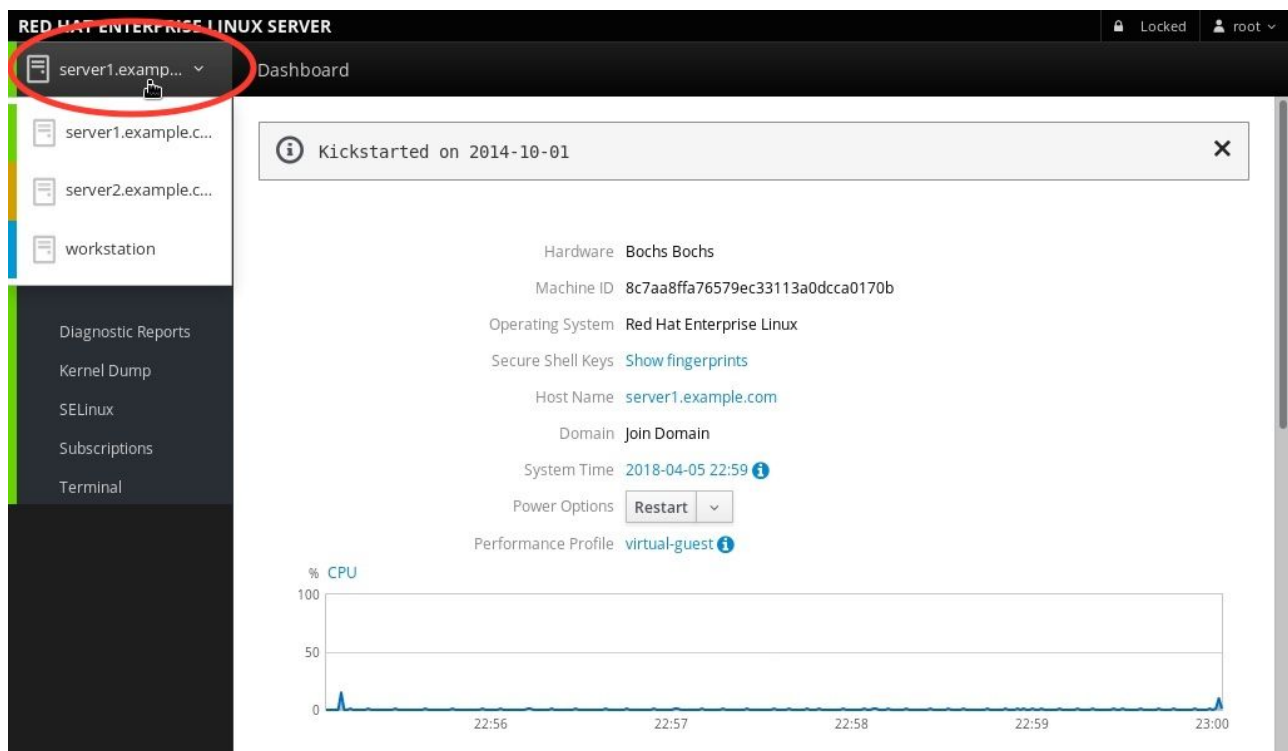 RED HAT ENTERPRISE LINUX SERVER
Locked
root
server1.examp...
Dashboard
server1.example.c...
server2.example.c...
workstation
Diagnostic Reports
Kernel Dump
SELinux
Subscriptions
Terminal
Kickstarted on 2014-10-01
Hardware Bochs Bochs
Machine ID 8c7aa8ffa76579ec33113a0dcca0170b
Operating System Red Hat Enterprise Linux
Secure Shell Keys Show fingerprints
Host Name server1.example.com
Domain Join Domain
System Time 2018-04-05 22:59
Power Options Restart
Performance Profile virtual-guest
% CPU
100
50
0
22:56 22:57 22:58 22:59 23:00